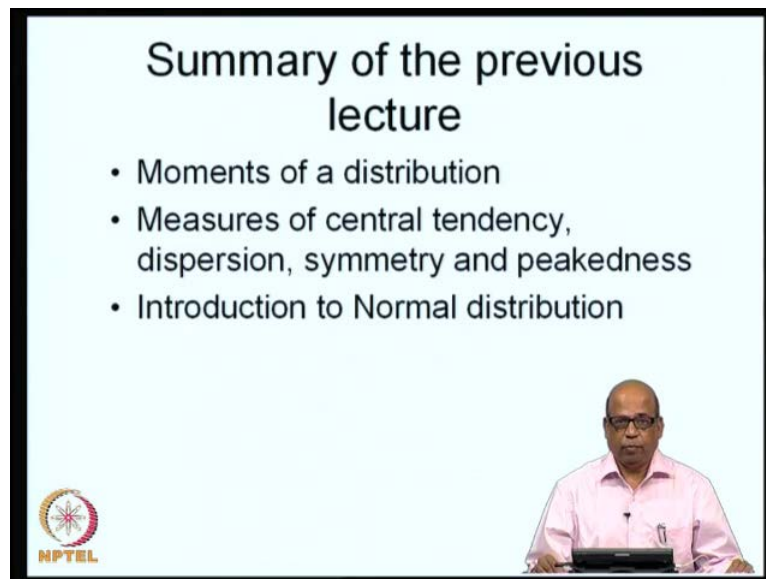 Summary of the previous
lecture
• Moments of a distribution
• Measures of central tendency,
dispersion, symmetry and peakedness
• Introduction to Normal distribution
NPTEL